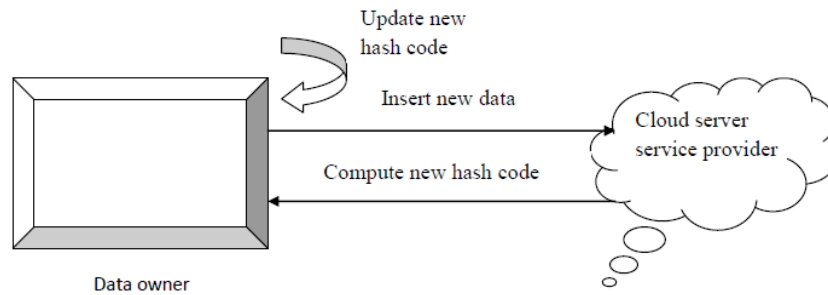 Update new
hash code
Insert new data
Cloud server
service provider
Compute new hash code
Data owner